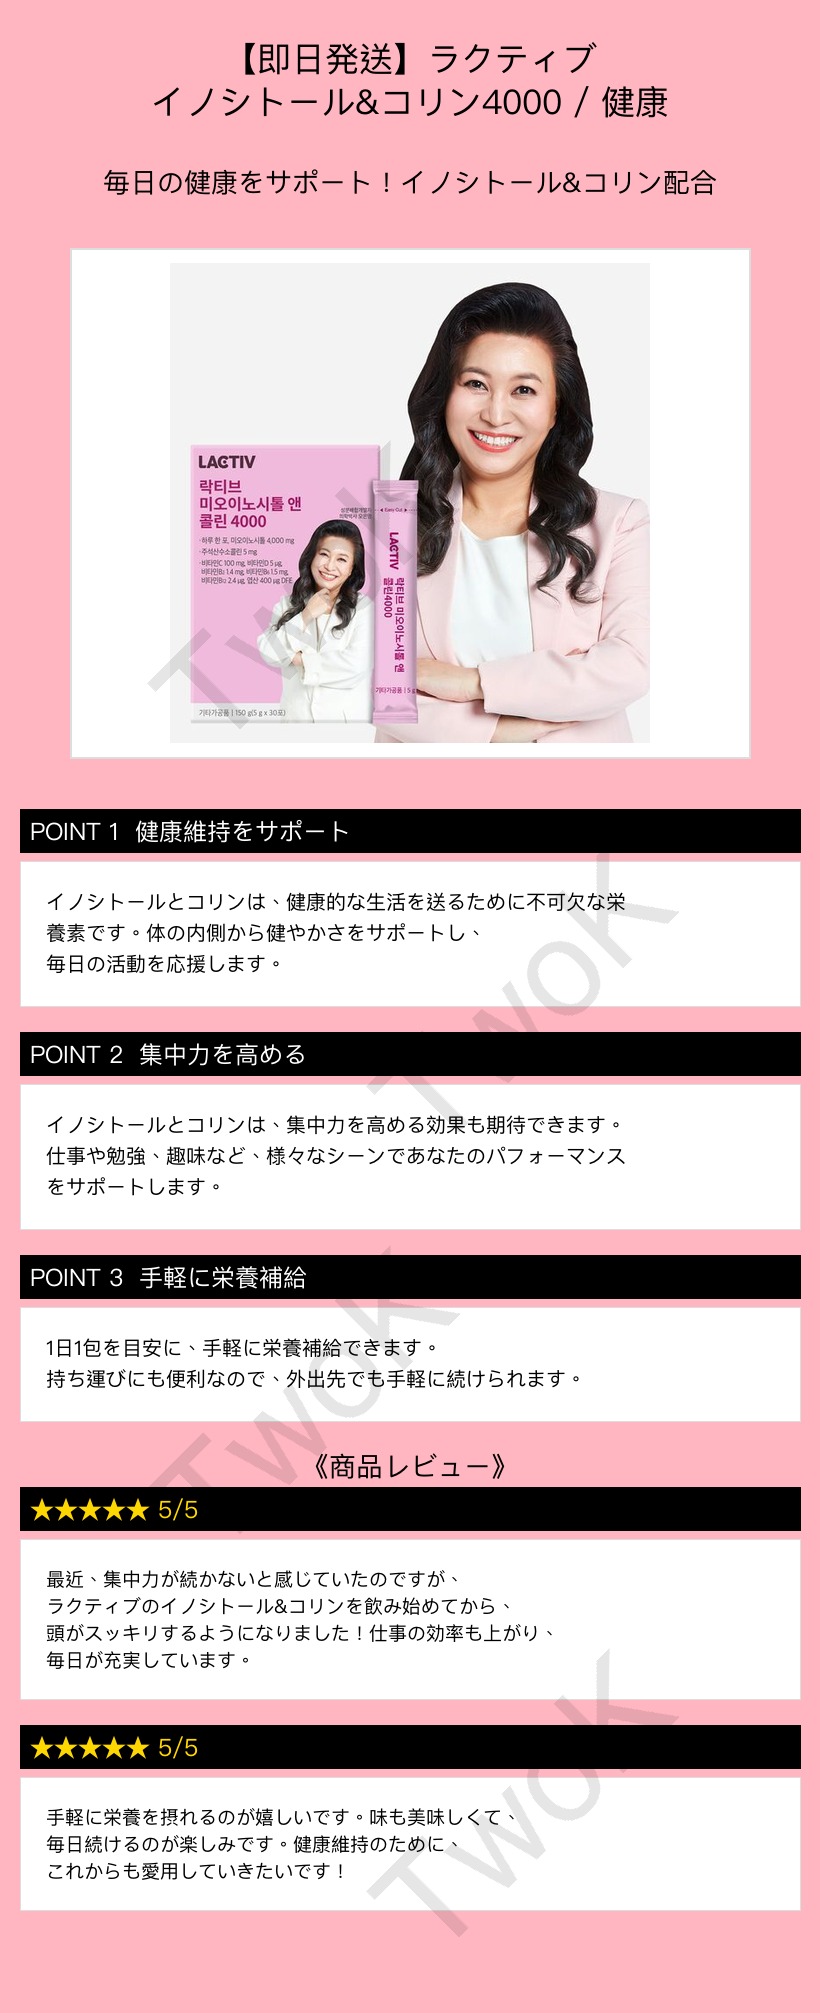 【即日発送】ラクティブ
イノシトール&コリン4000 / 健康
毎日の健康をサポート！イノシトール&コリン配合
LACTIV
락티브
미오이노시톨 앤
콜린 4000
·하루 한 포, 미오이노시톨 4,000 mg
·주석산수소콜린 5 mg
·비타민C 100 mg, 비타민D 5 µg,
비타민B₂ 1.4 mg, 비타민B₆ 1.5 mg,
비타민B₁₂ 2.4 µg, 엽산 400 µg DFE
기타가공품 | 150 g(5 g x 30포)
Easy Cut
LACTIV
락티브 미오이노시톨 앤
콜린4000
기타가공품 | 5 g
Twok
POINT 1 健康維持をサポート
イノシトールとコリンは、健康的な生活を送るために不可欠な栄
養素です。体の内側から健やかさをサポートし、
毎日の活動を応援します。
Twok
POINT 2 集中力を高める
イノシトールとコリンは、集中力を高める効果も期待できます。
仕事や勉強、趣味など、様々なシーンであなたのパフォーマンス
をサポートします。
POINT 3 手軽に栄養補給
1日1包を目安に、手軽に栄養補給できます。
持ち運びにも便利なので、外出先でも手軽に続けられます。
Twok
《商品レビュー》
★★★★★ 5/5
最近、集中力が続かないと感じていたのですが、
ラクティブのイノシトール&コリンを飲み始めてから、
頭がスッキリするようになりました！仕事の効率も上がり、
毎日が充実しています。
★★★★★ 5/5
手軽に栄養を摂れるのが嬉しいです。味も美味しくて、
毎日続けるのが楽しみです。健康維持のために、
これからも愛用していきたいです！
Twok